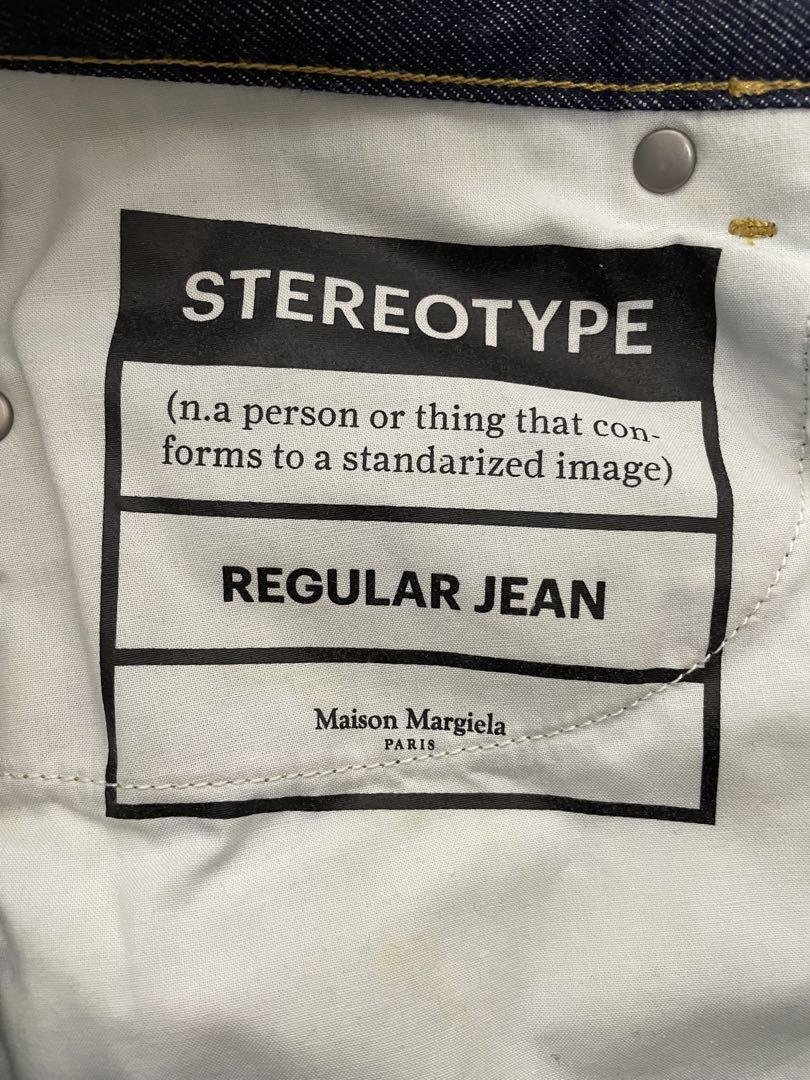 STEREOTYPE
(n.a person or thing that con-
forms to a standarized image)
REGULAR JEAN
Maison Margiela
PARIS